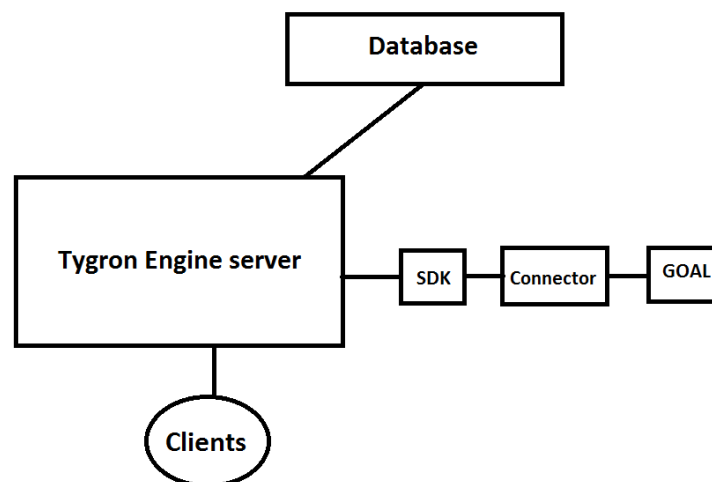 Database
Tygron Engine server
SDK
Connector
GOAL
Clients